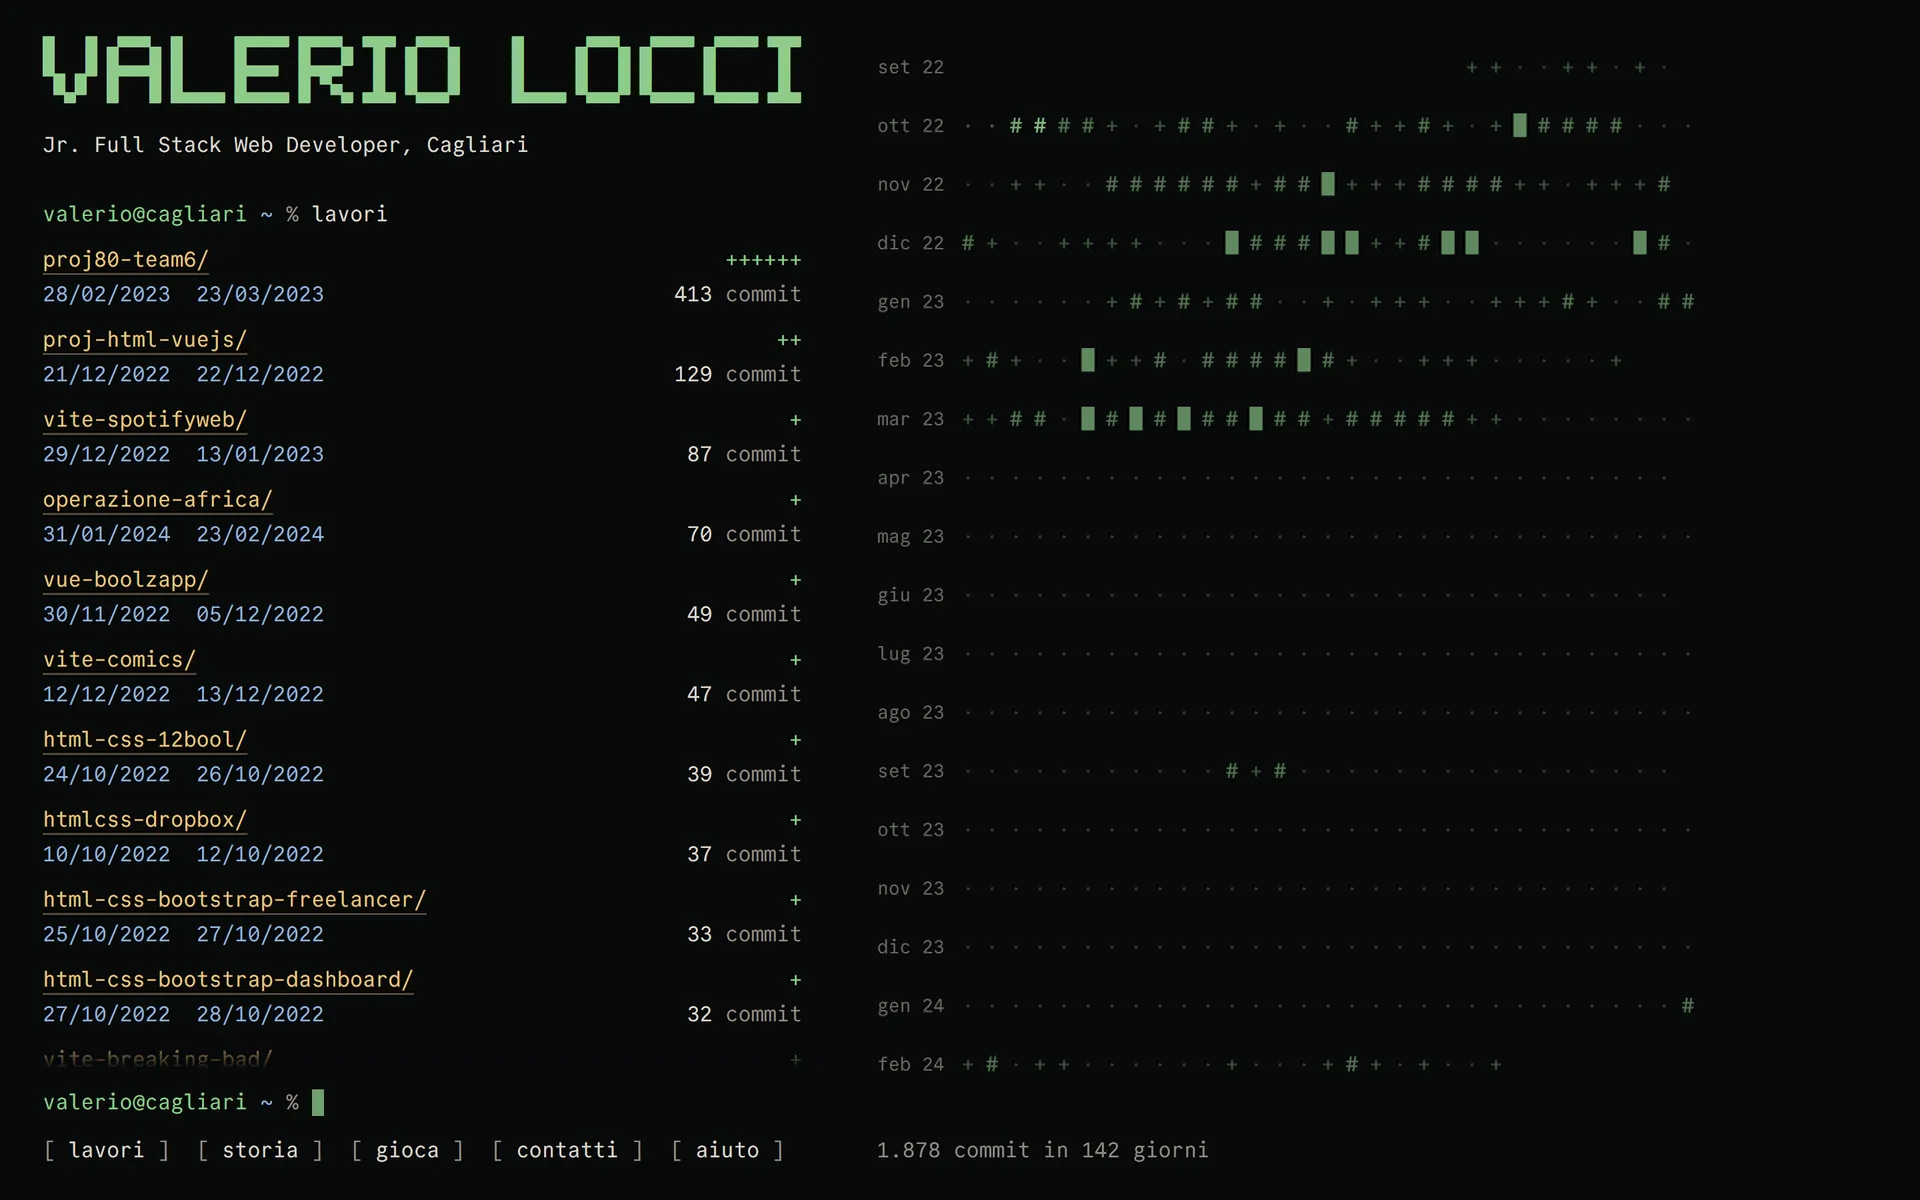 VALERIO LOCCI
Jr. Full Stack Web Developer, Cagliari
valerio@cagliari ~ % lavori
proj80-team6/ ++++++
28/02/2023 23/03/2023 413 commit
proj-html-vuejs/ ++
21/12/2022 22/12/2022 129 commit
vite-spotifyweb/ +
29/12/2022 13/01/2023 87 commit
operazione-africa/ +
31/01/2024 23/02/2024 70 commit
vue-boolzapp/ +
30/11/2022 05/12/2022 49 commit
vite-comics/ +
12/12/2022 13/12/2022 47 commit
html-css-12bool/ +
24/10/2022 26/10/2022 39 commit
htmlcss-dropbox/ +
10/10/2022 12/10/2022 37 commit
html-css-bootstrap-freelancer/ +
25/10/2022 27/10/2022 33 commit
html-css-bootstrap-dashboard/ +
27/10/2022 28/10/2022 32 commit
vite-breaking-bad/ +
valerio@cagliari ~ %
[ lavori ] [ storia ] [ gioca ] [ contatti ] [ aiuto ]
set 22 + + · · + + · + ·
ott 22 · · # # # # + · + # # + · + · · # + + # + · + █ # # # # · · ·
nov 22 · · + + · · # # # # # # + # # █ + + + # # # # + + · + + + #
dic 22 # + · · + + + + · · · █ # # # █ █ + + # █ █ · · · · · · █ # ·
gen 23 · · · · · · + # + # + # # · · + · + + + · · + + + # + · · # #
feb 23 + # + · · █ + + # · # # # # █ # + · · + + + · · · · · +
mar 23 + + # # · █ # █ # █ # # █ # # + # # # # # + + · · · · · · · ·
apr 23 · · · · · · · · · · · · · · · · · · · · · · · · · · · · · ·
mag 23 · · · · · · · · · · · · · · · · · · · · · · · · · · · · · · ·
giu 23 · · · · · · · · · · · · · · · · · · · · · · · · · · · · · ·
lug 23 · · · · · · · · · · · · · · · · · · · · · · · · · · · · · · ·
ago 23 · · · · · · · · · · · · · · · · · · · · · · · · · · · · · · ·
set 23 · · · · · · · · · · · # + # · · · · · · · · · · · · · · · ·
ott 23 · · · · · · · · · · · · · · · · · · · · · · · · · · · · · · ·
nov 23 · · · · · · · · · · · · · · · · · · · · · · · · · · · · · ·
dic 23 · · · · · · · · · · · · · · · · · · · · · · · · · · · · · · ·
gen 24 · · · · · · · · · · · · · · · · · · · · · · · · · · · · · · #
feb 24 + # · + + · · · · · · + · · · + # + · + · · +
1.878 commit in 142 giorni